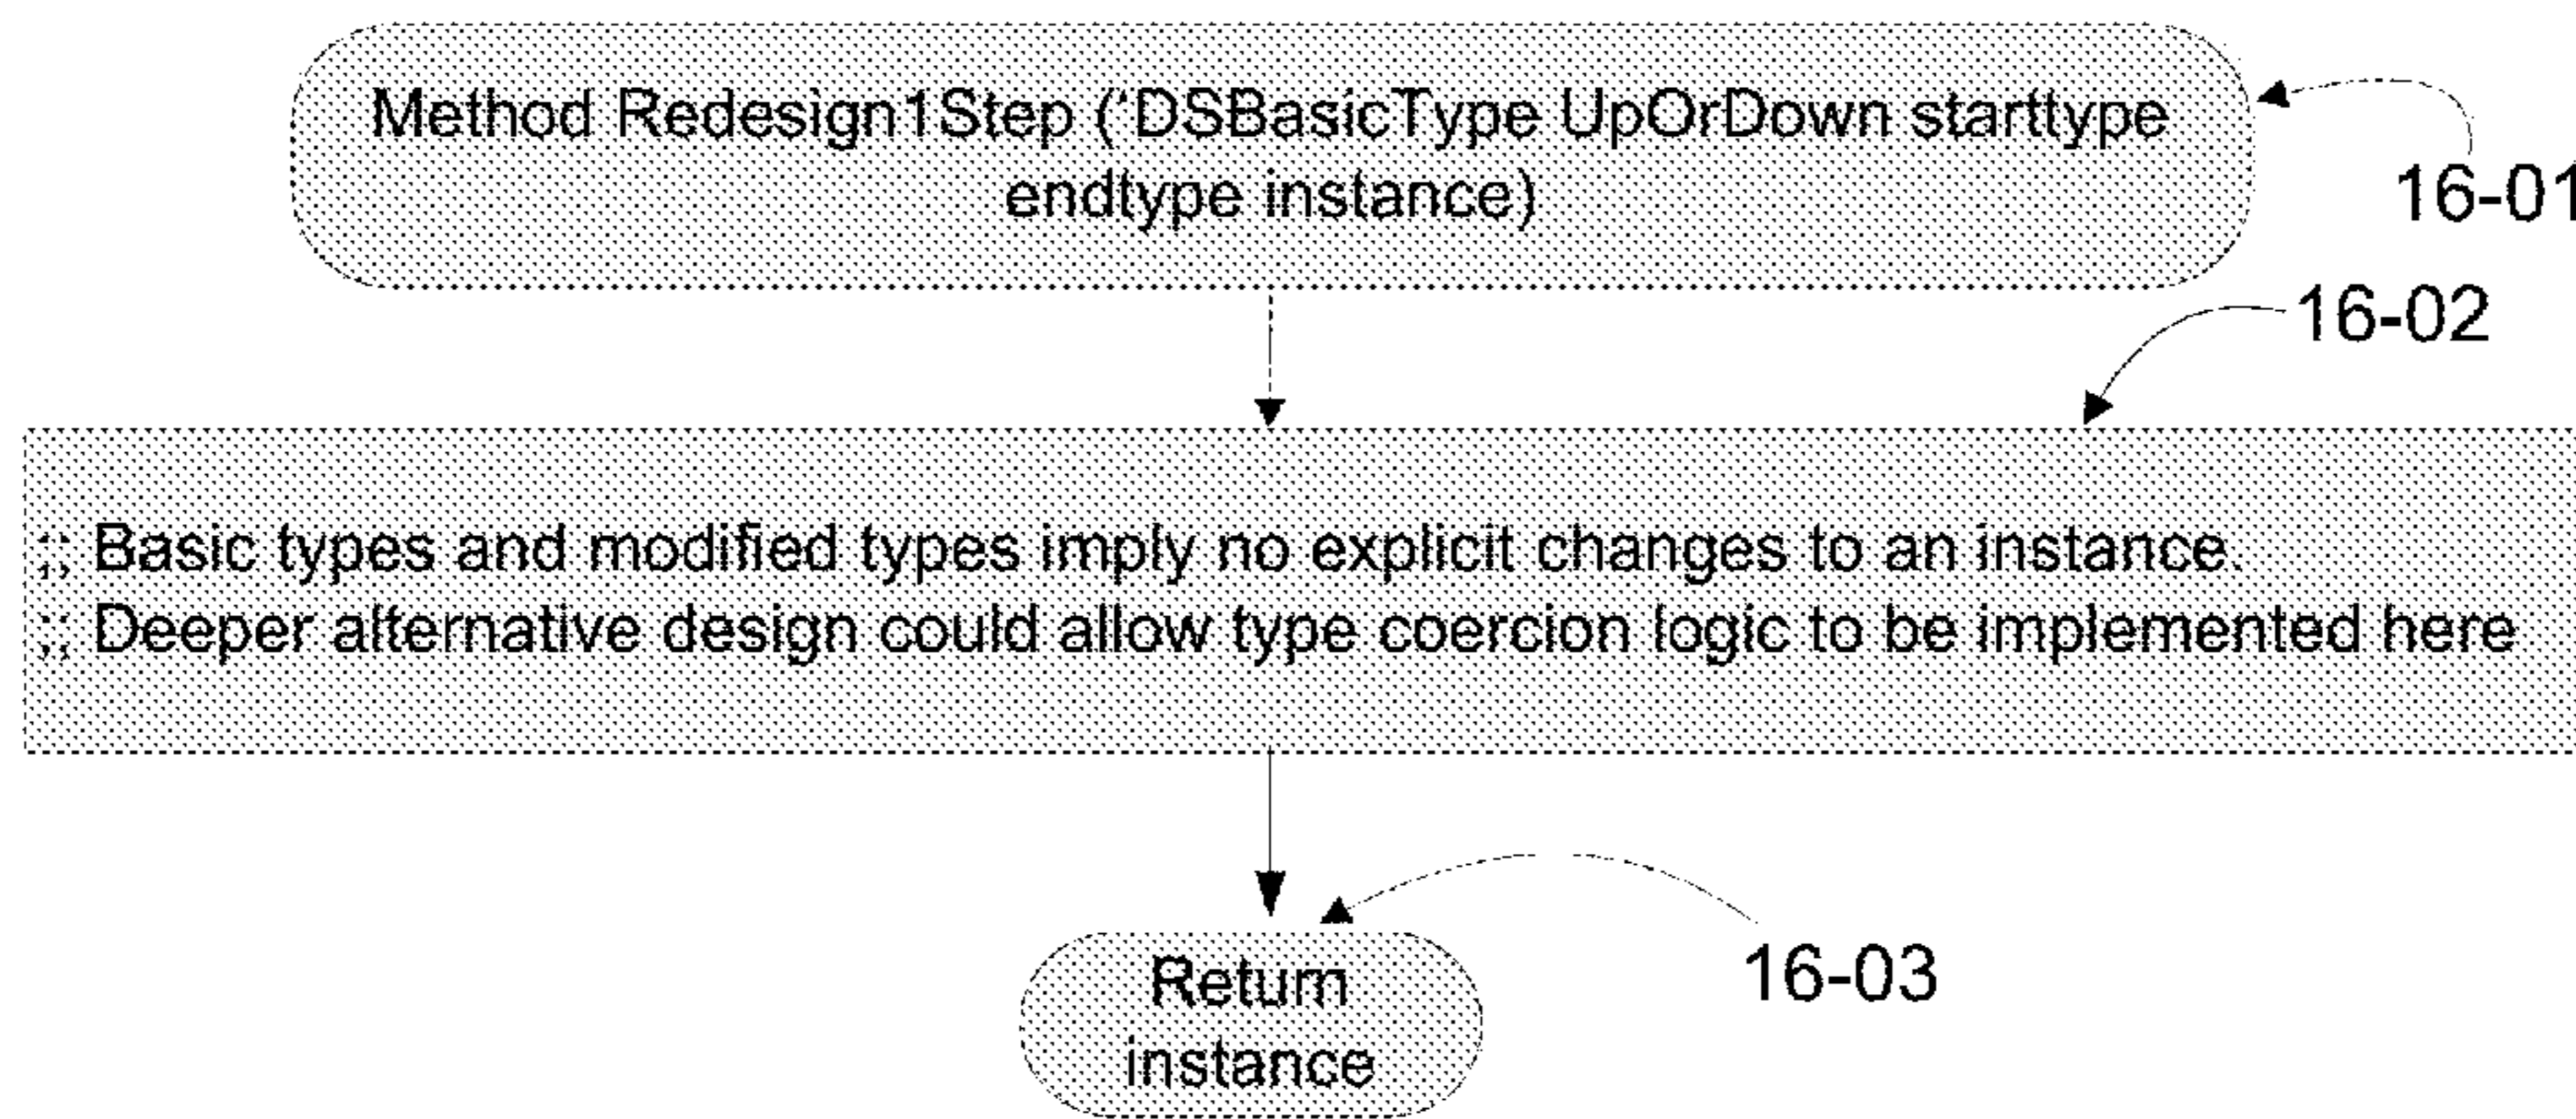 Method Redesign1Step (‘DSBasicType UpOrDown starttype
endtype instance)
16-01
16-02
;; Basic types and modified types imply no explicit changes to an instance.
;; Deeper alternative design could allow type coercion logic to be implemented here
Return
instance
16-03